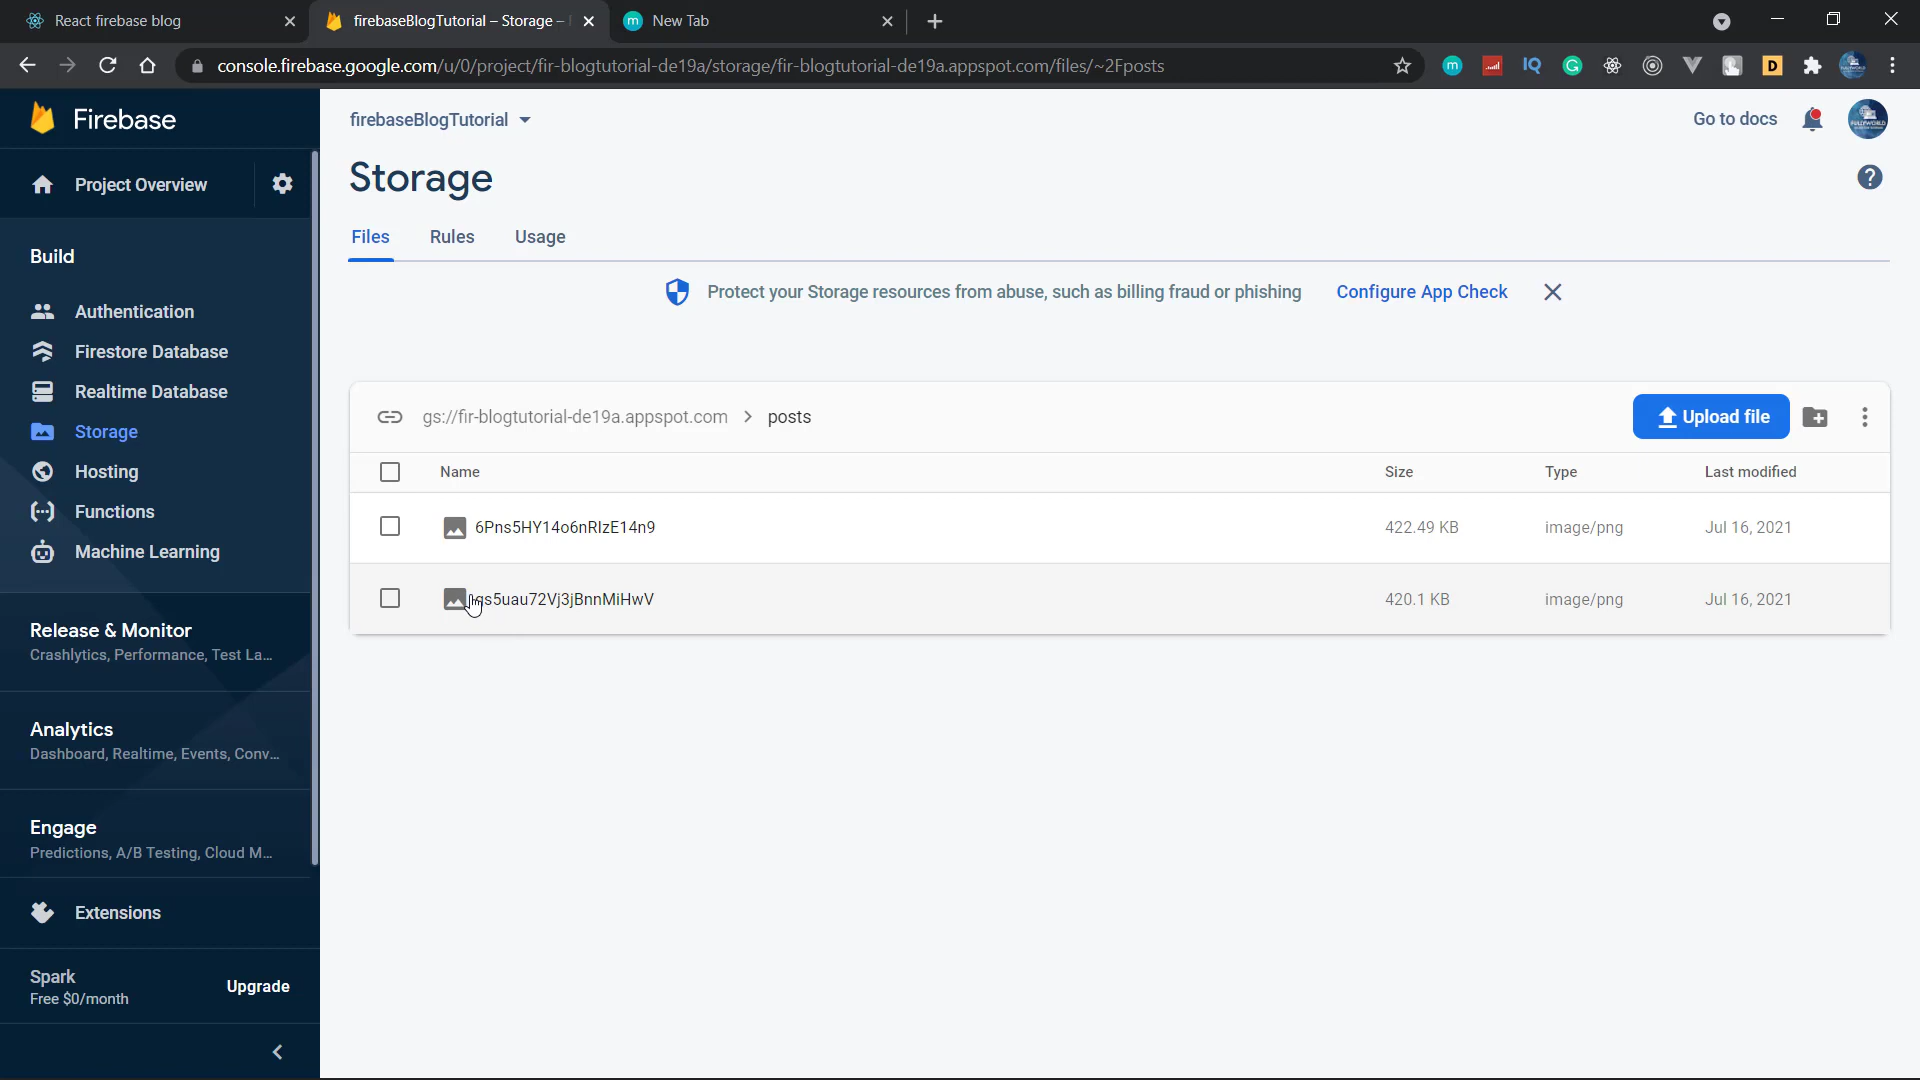 React firebase blog
firebaseBlogTutorial – Storage –
New Tab
console.firebase.google.com/u/0/project/fir-blogtutorial-de19a/storage/fir-blogtutorial-de19a.appspot.com/files/~2Fposts
Firebase
firebaseBlogTutorial
Go to docs
Project Overview
Storage
Files Rules Usage
Build
Protect your Storage resources from abuse, such as billing fraud or phishing Configure App Check
Authentication
Firestore Database
Realtime Database
Storage
Hosting
Functions
Machine Learning
gs://fir-blogtutorial-de19a.appspot.com > posts
Upload file
Name Size Type Last modified
6Pns5HY14o6nRIzE14n9 422.49 KB image/png Jul 16, 2021
420.1 KB image/png Jul 16, 2021
Release & Monitor
Crashlytics, Performance, Test La...
Analytics
Dashboard, Realtime, Events, Conv...
Engage
Predictions, A/B Testing, Cloud M...
Extensions
Spark
Free $0/month
Upgrade